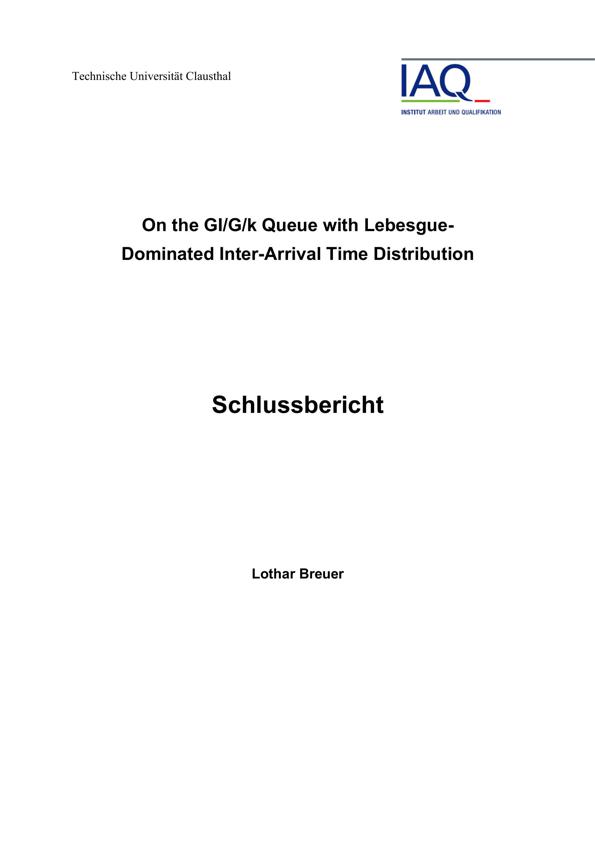 Technische Universität Clausthal
IAQ
INSTITUT ARBEIT UND QUALIFIKATION
On the GI/G/k Queue with Lebesgue-
Dominated Inter-Arrival Time Distribution
Schlussbericht
Lothar Breuer